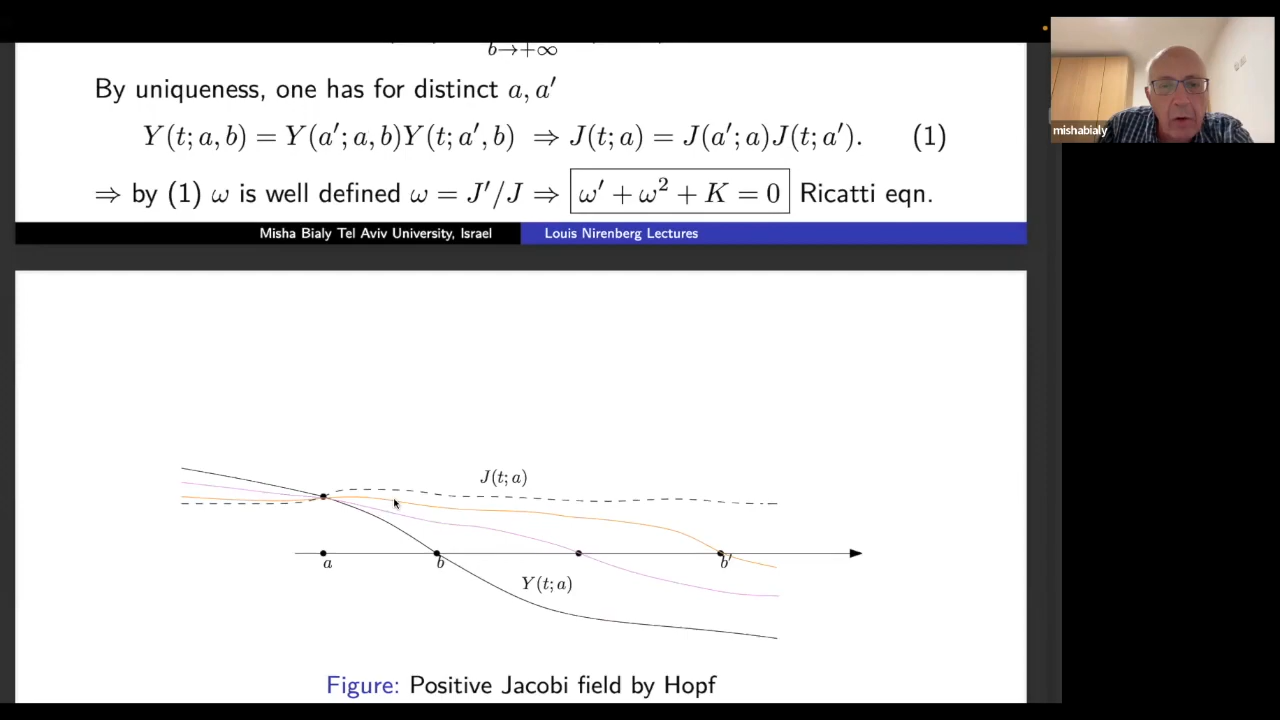 b→+∞
By uniqueness, one has for distinct a, a′
Y(t; a, b) = Y(a′; a, b)Y(t; a′, b) ⇒ J(t; a) = J(a′; a)J(t; a′). (1)
⇒ by (1) ω is well defined ω = J′/J ⇒ ω′ + ω² + K = 0 Ricatti eqn.
Misha Bialy Tel Aviv University, Israel Louis Nirenberg Lectures
mishabialy
J(t; a)
a b b′
Y(t; a)
Figure: Positive Jacobi field by Hopf